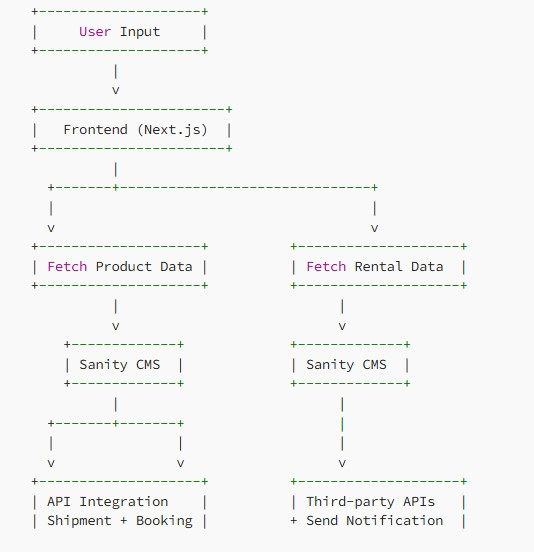 User Input
Frontend (Next.js)
Fetch Product Data
Fetch Rental Data
Sanity CMS
Sanity CMS
API Integration
Shipment + Booking
Third-party APIs
+ Send Notification